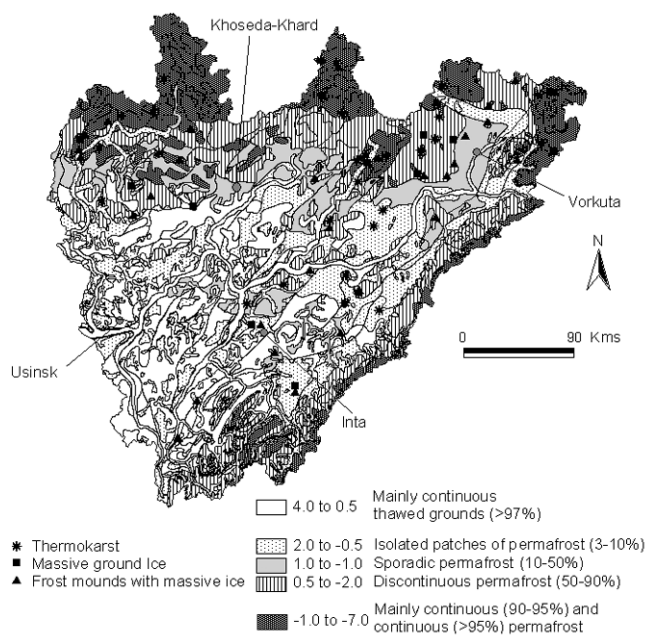 Khoseda-Khard
Vorkuta
N
0 90 Kms
Usinsk
Inta
4.0 to 0.5 Mainly continuous
thawed grounds (>97%)
2.0 to -0.5 Isolated patches of permafrost (3-10%)
1.0 to -1.0 Sporadic permafrost (10-50%)
0.5 to -2.0 Discontinuous permafrost (50-90%)
-1.0 to -7.0 Mainly continuous (90-95%) and
continuous (>95%) permafrost
Thermokarst
Massive ground Ice
Frost mounds with massive ice